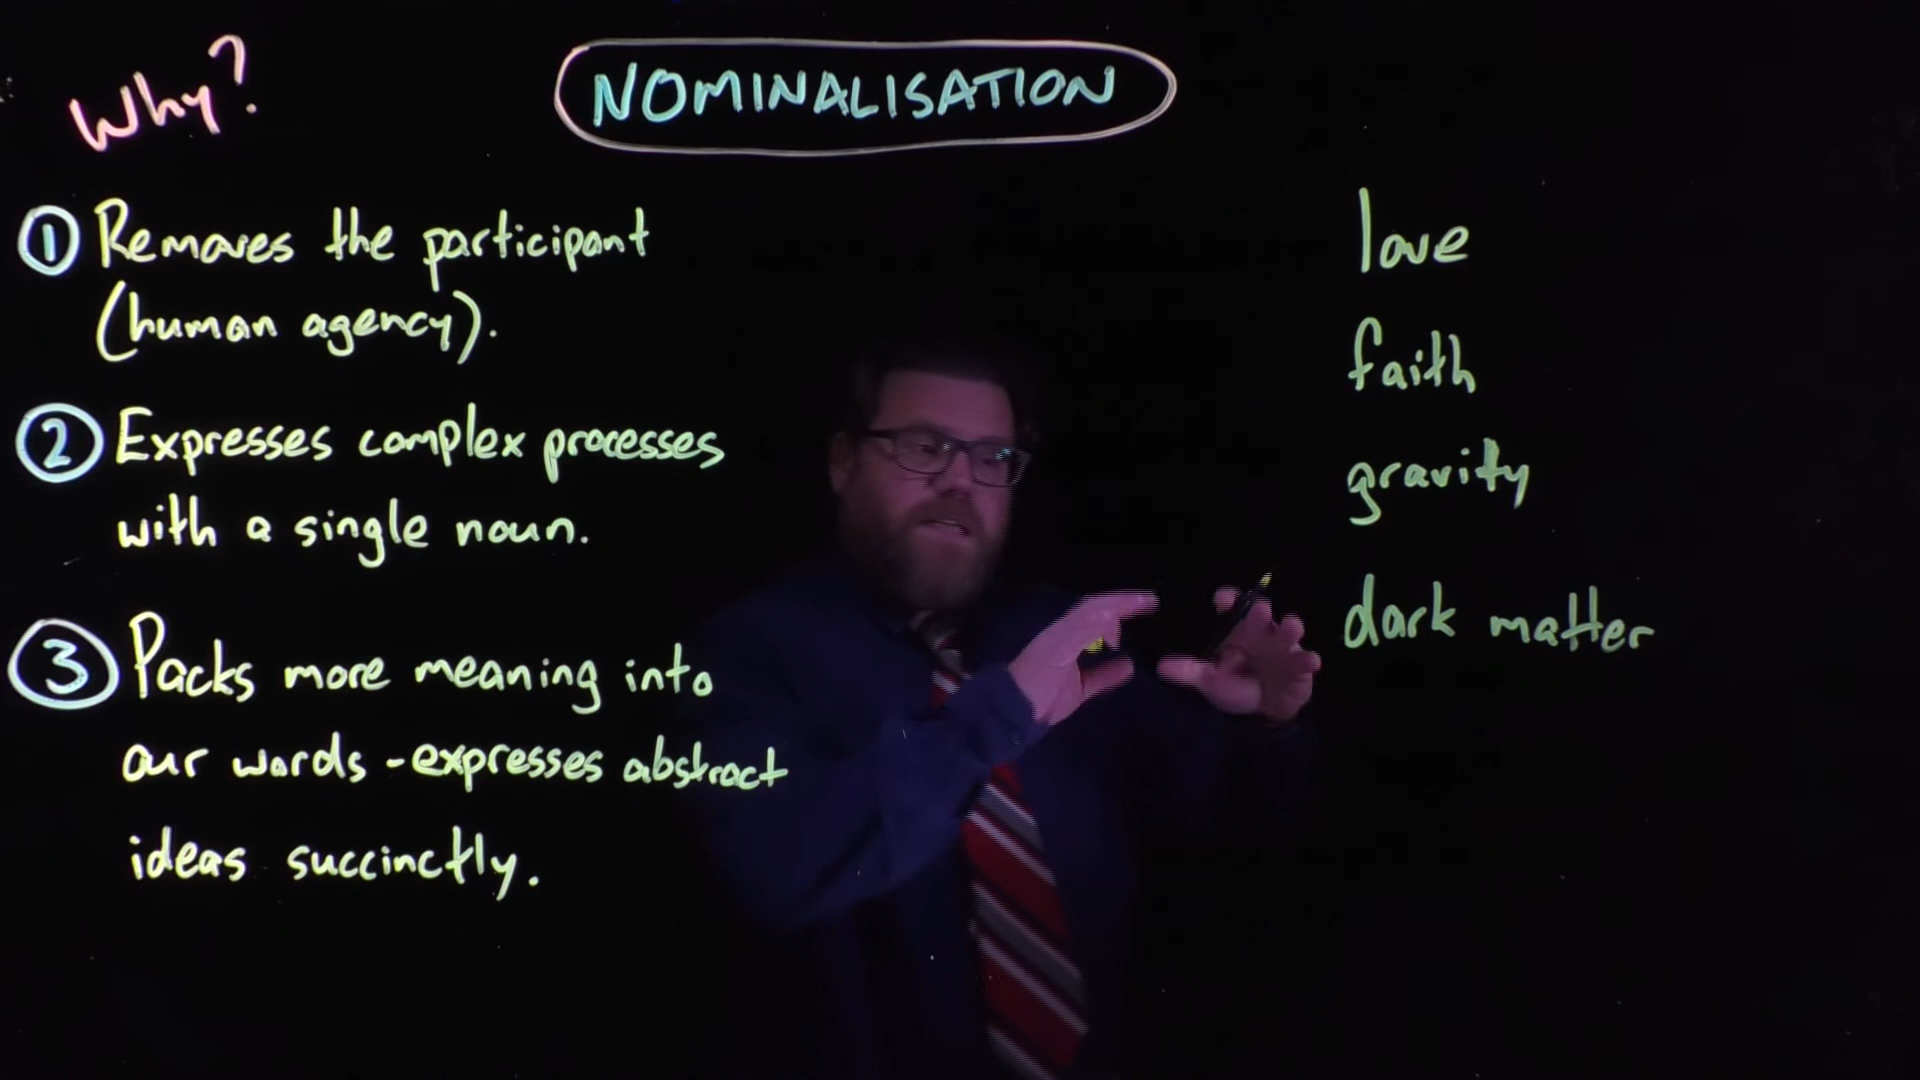 Why?
NOMINALISATION
① Removes the participant
(human agency).
② Expresses complex processes
with a single noun.
③ Packs more meaning into
our words - expresses abstract
ideas succinctly.
love
faith
gravity
dark matter